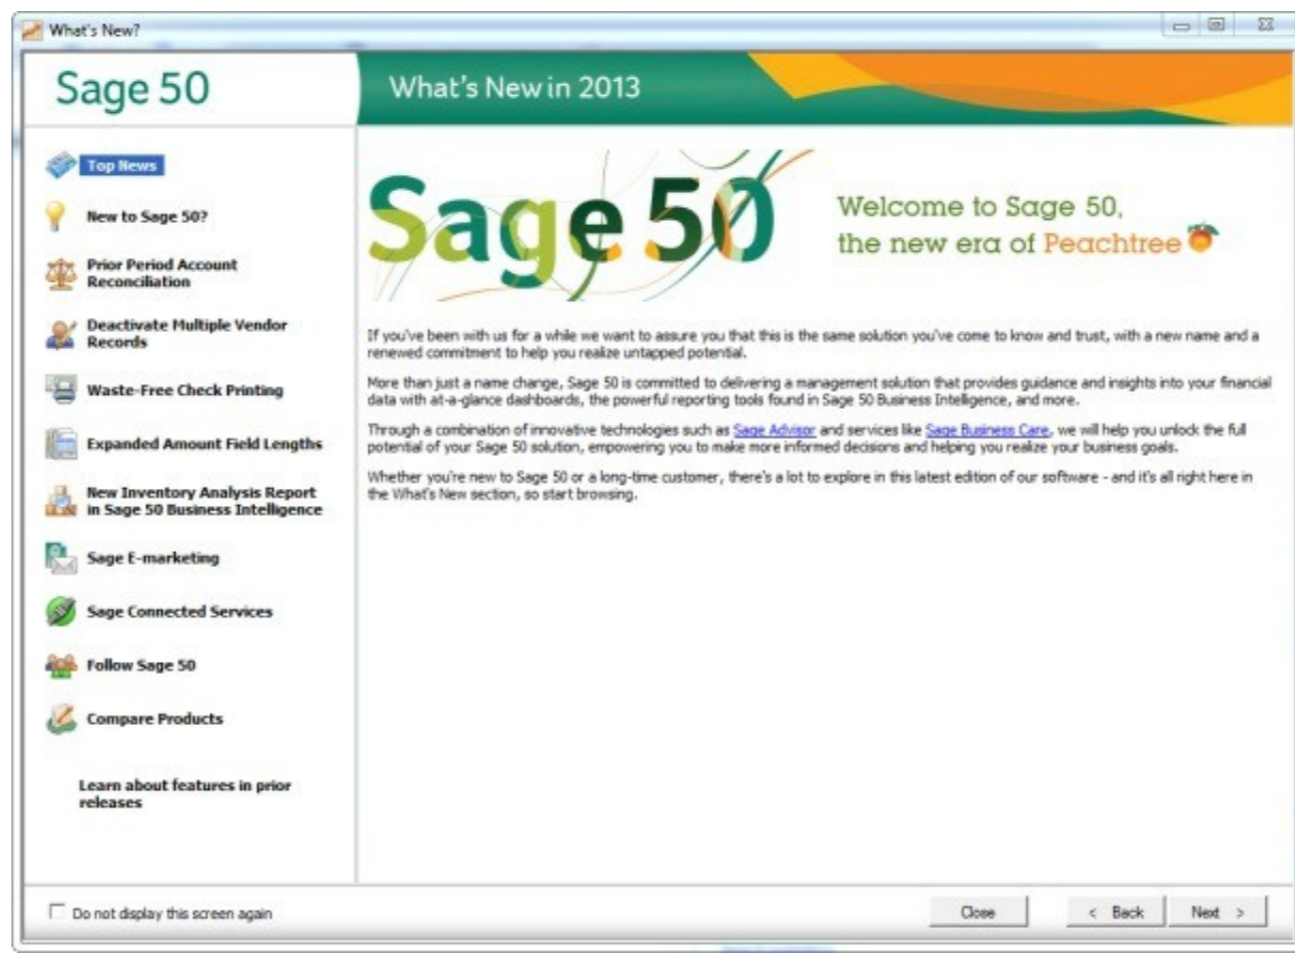 What's New?
Sage 50
What's New in 2013
Top News
New to Sage 50?
Prior Period Account
Reconciliation
Deactivate Multiple Vendor
Records
Waste-Free Check Printing
Expanded Amount Field Lengths
New Inventory Analysis Report
in Sage 50 Business Intelligence
Sage E-marketing
Sage Connected Services
Follow Sage 50
Compare Products
Learn about features in prior
releases
Sage 50
Welcome to Sage 50,
the new era of Peachtree
If you've been with us for a while we want to assure you that this is the same solution you've come to know and trust, with a new name and a
renewed commitment to help you realize untapped potential.
More than just a name change, Sage 50 is committed to delivering a management solution that provides guidance and insights into your financial
data with at-a-glance dashboards, the powerful reporting tools found in Sage 50 Business Intelligence, and more.
Through a combination of innovative technologies such as Sage Advisor and services like Sage Business Care, we will help you unlock the full
potential of your Sage 50 solution, empowering you to make more informed decisions and helping you realize your business goals.
Whether you're new to Sage 50 or a long-time customer, there's a lot to explore in this latest edition of our software - and it's all right here in
the What's New section, so start browsing.
Do not display this screen again
Close
< Back
Next >